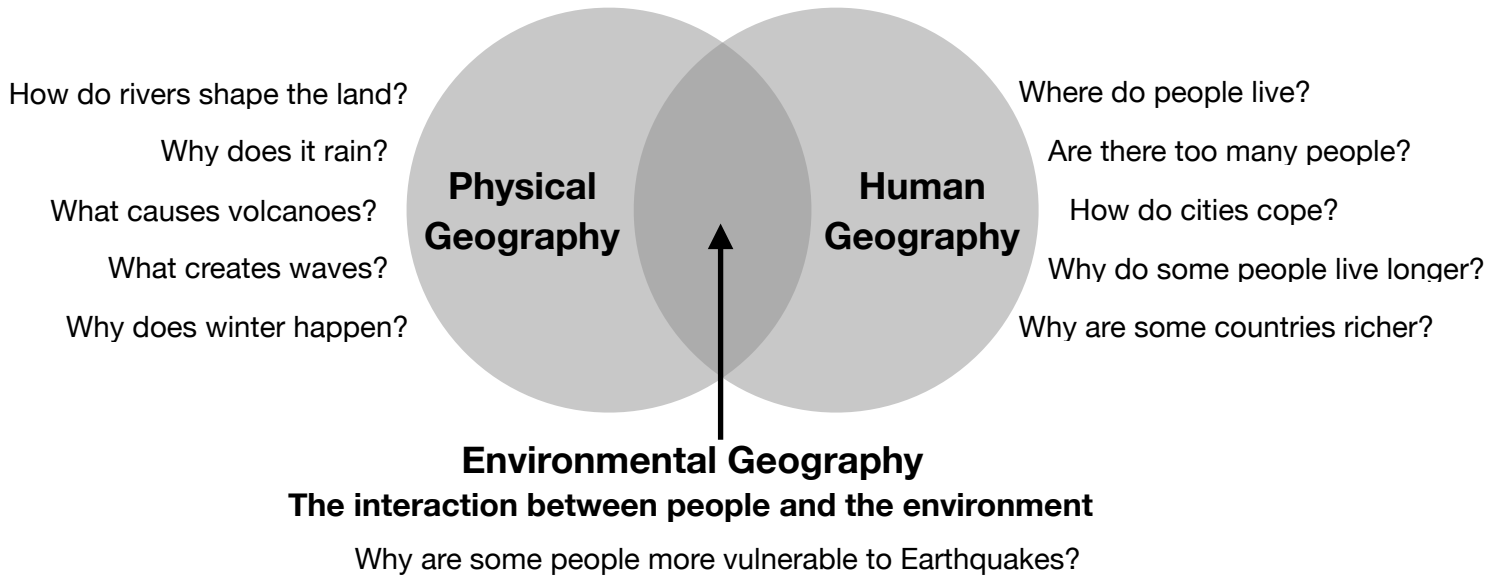 How do rivers shape the land?
Why does it rain?
What causes volcanoes?
What creates waves?
Why does winter happen?
Physical
Geography
Human
Geography
Where do people live?
Are there too many people?
How do cities cope?
Why do some people live longer?
Why are some countries richer?
Environmental Geography
The interaction between people and the environment
Why are some people more vulnerable to Earthquakes?